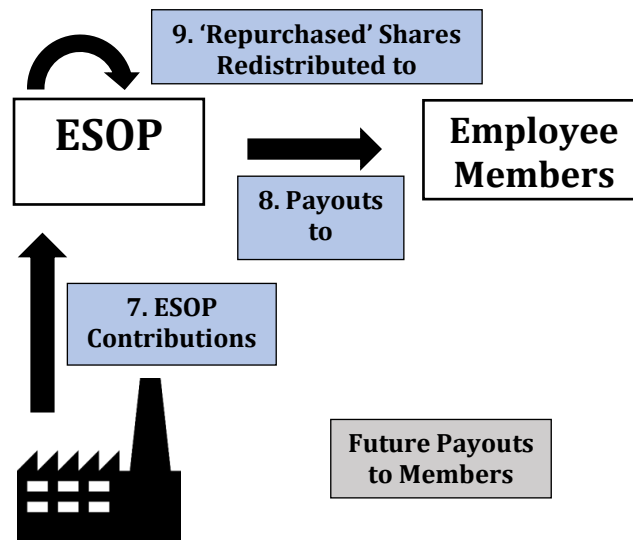 9. ‘Repurchased’ Shares
Redistributed to
ESOP
Employee
Members
8. Payouts
to
7. ESOP
Contributions
Future Payouts
to Members